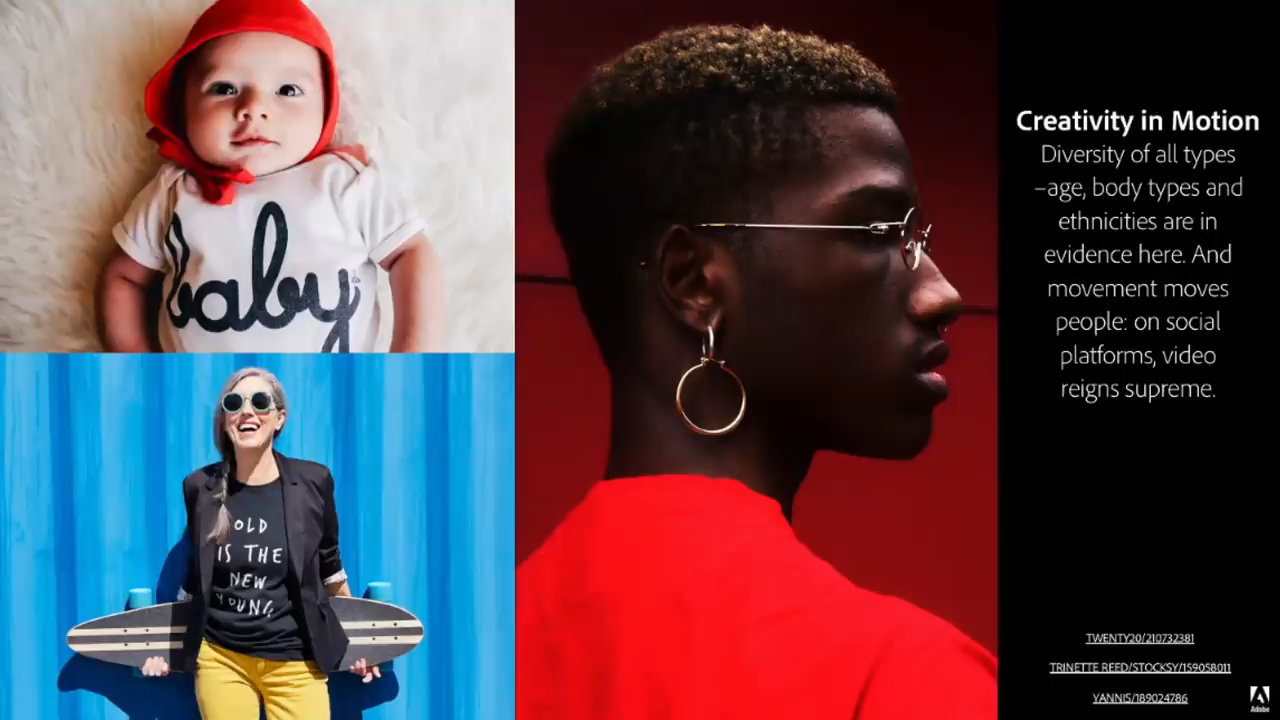 baby
OLD
IS THE
NEW
YOUNG
Creativity in Motion
Diversity of all types
–age, body types and
ethnicities are in
evidence here. And
movement moves
people: on social
platforms, video
reigns supreme.
TWENTY20/210732381
TRINETTE REED/STOCKSY/159058011
YANNIS/189024786
Adobe